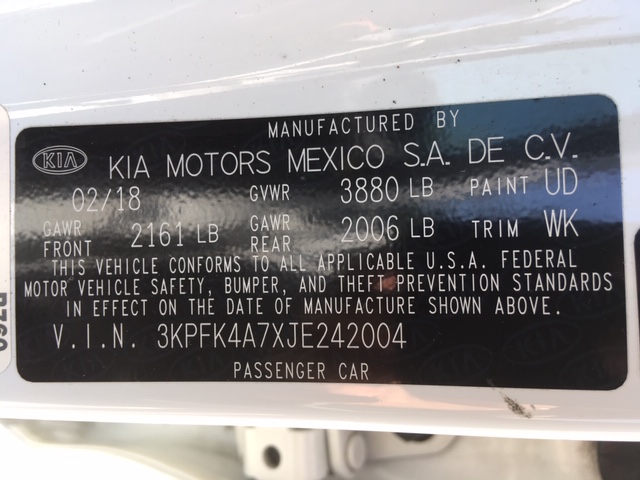 MANUFACTURED BY
KIA KIA MOTORS MEXICO S.A. DE C.V.
02/18 GVWR 3880 LB PAINT UD
GAWR FRONT 2161 LB GAWR REAR 2006 LB TRIM WK
THIS VEHICLE CONFORMS TO ALL APPLICABLE U.S.A. FEDERAL
MOTOR VEHICLE SAFETY, BUMPER, AND THEFT PREVENTION STANDARDS
IN EFFECT ON THE DATE OF MANUFACTURE SHOWN ABOVE.
V.I.N. 3KPFK4A7XJE242004
PASSENGER CAR